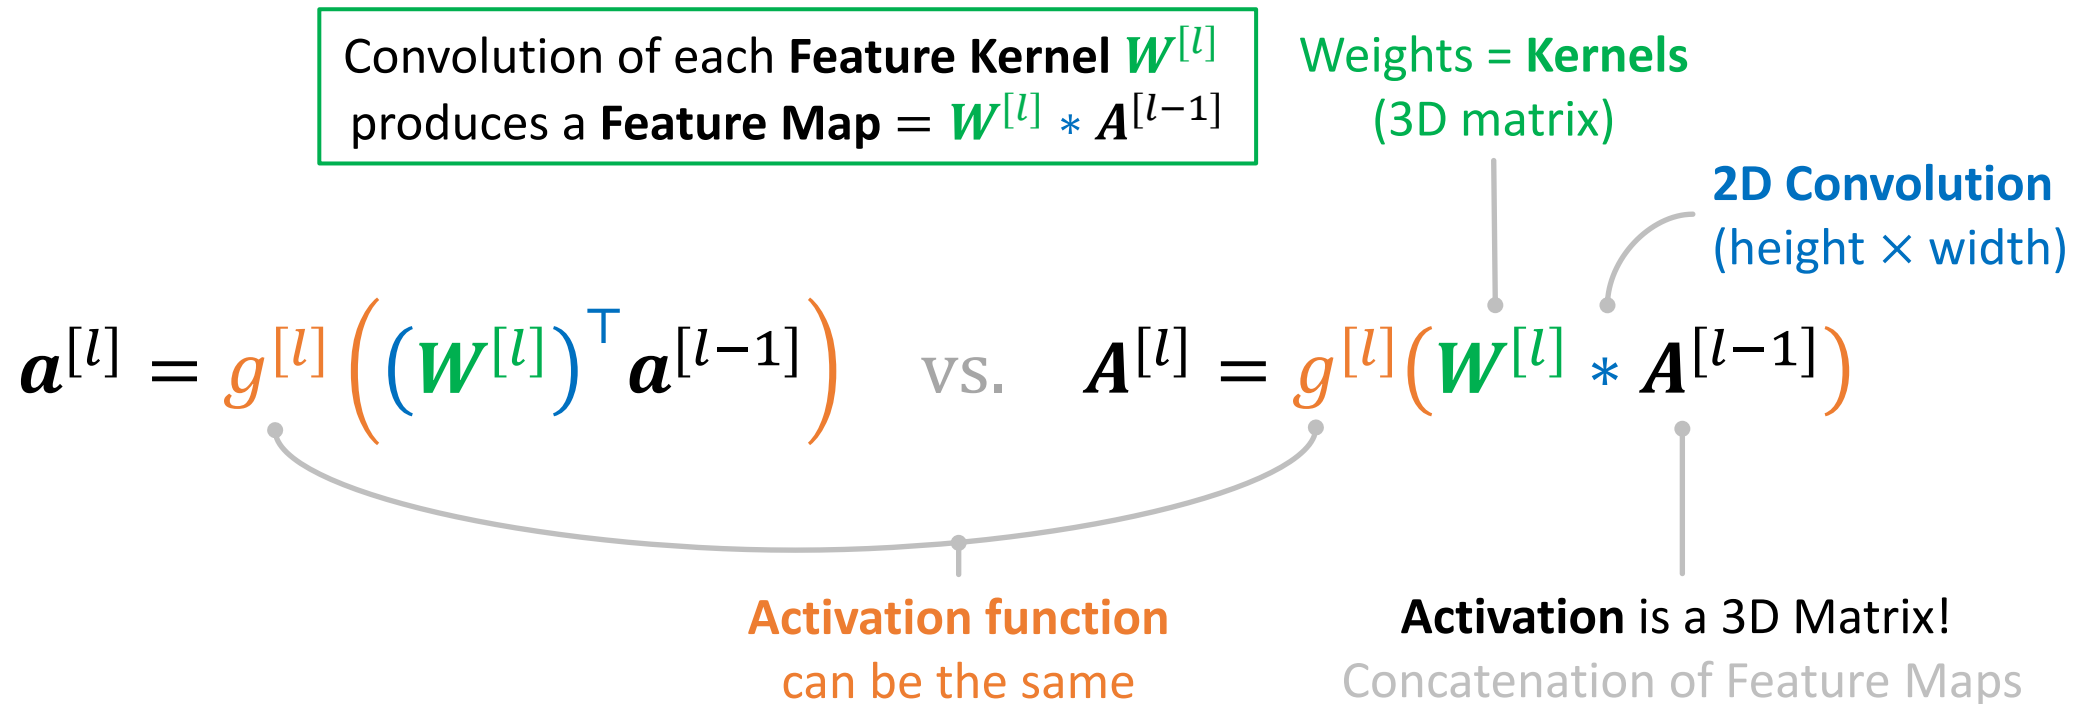 Convolution of each Feature Kernel W^[l]
produces a Feature Map = W^[l] * A^[l−1]
Weights = Kernels
(3D matrix)
2D Convolution
(height × width)
a^[l] = g^[l]((W^[l])^⊤ a^[l−1]) vs. A^[l] = g^[l](W^[l] * A^[l−1])
Activation function
can be the same
Activation is a 3D Matrix!
Concatenation of Feature Maps